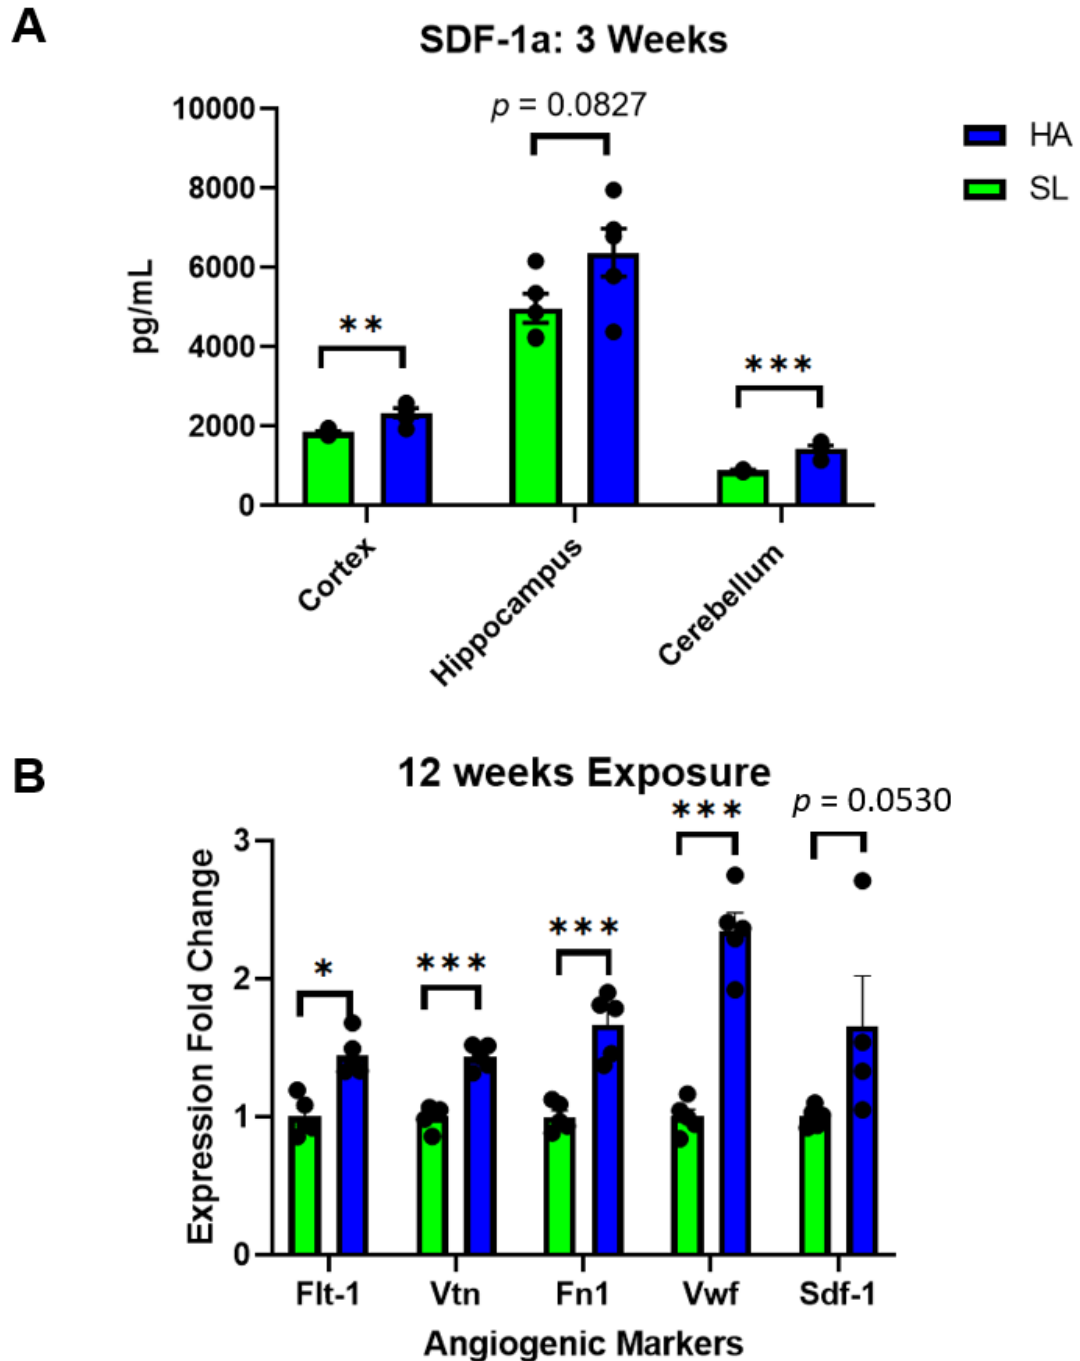 A
SDF-1a: 3 Weeks
p = 0.0827
HA
SL
10000
8000
6000
4000
2000
0
pg/mL
**
***
Cortex
Hippocampus
Cerebellum
B
12 weeks Exposure
p = 0.0530
***
***
***
*
3
2
1
0
Expression Fold Change
Flt-1
Vtn
Fn1
Vwf
Sdf-1
Angiogenic Markers